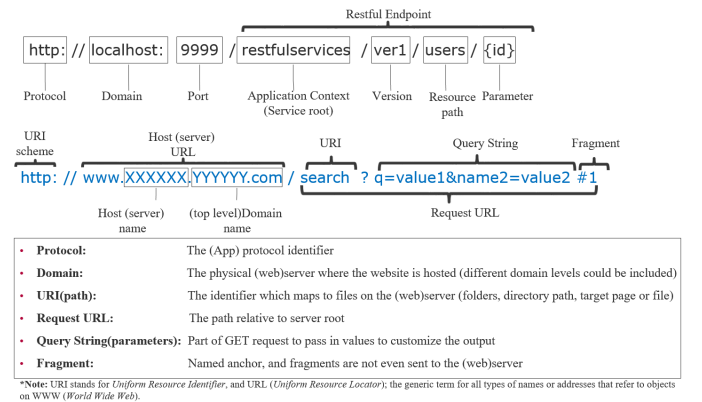 Restful Endpoint
http: // localhost: 9999 / restfulservices / ver1 / users / {id}
Protocol Domain Port Application Context Version Resource Parameter
(Service root) path
URI Host (server) URI Query String Fragment
scheme URL
http: // www.XXXXXX.YYYYYY.com / search ? q=value1&name2=value2 #1
Host (server) (top level)Domain Request URL
name name
• Protocol: The (App) protocol identifier
• Domain: The physical (web)server where the website is hosted (different domain levels could be included)
• URI(path): The identifier which maps to files on the (web)server (folders, directory path, target page or file)
• Request URL: The path relative to server root
• Query String(parameters): Part of GET request to pass in values to customize the output
• Fragment: Named anchor, and fragments are not even sent to the (web)server
*Note: URI stands for Uniform Resource Identifier, and URL (Uniform Resource Locator); the generic term for all types of names or addresses that refer to objects
on WWW (World Wide Web).